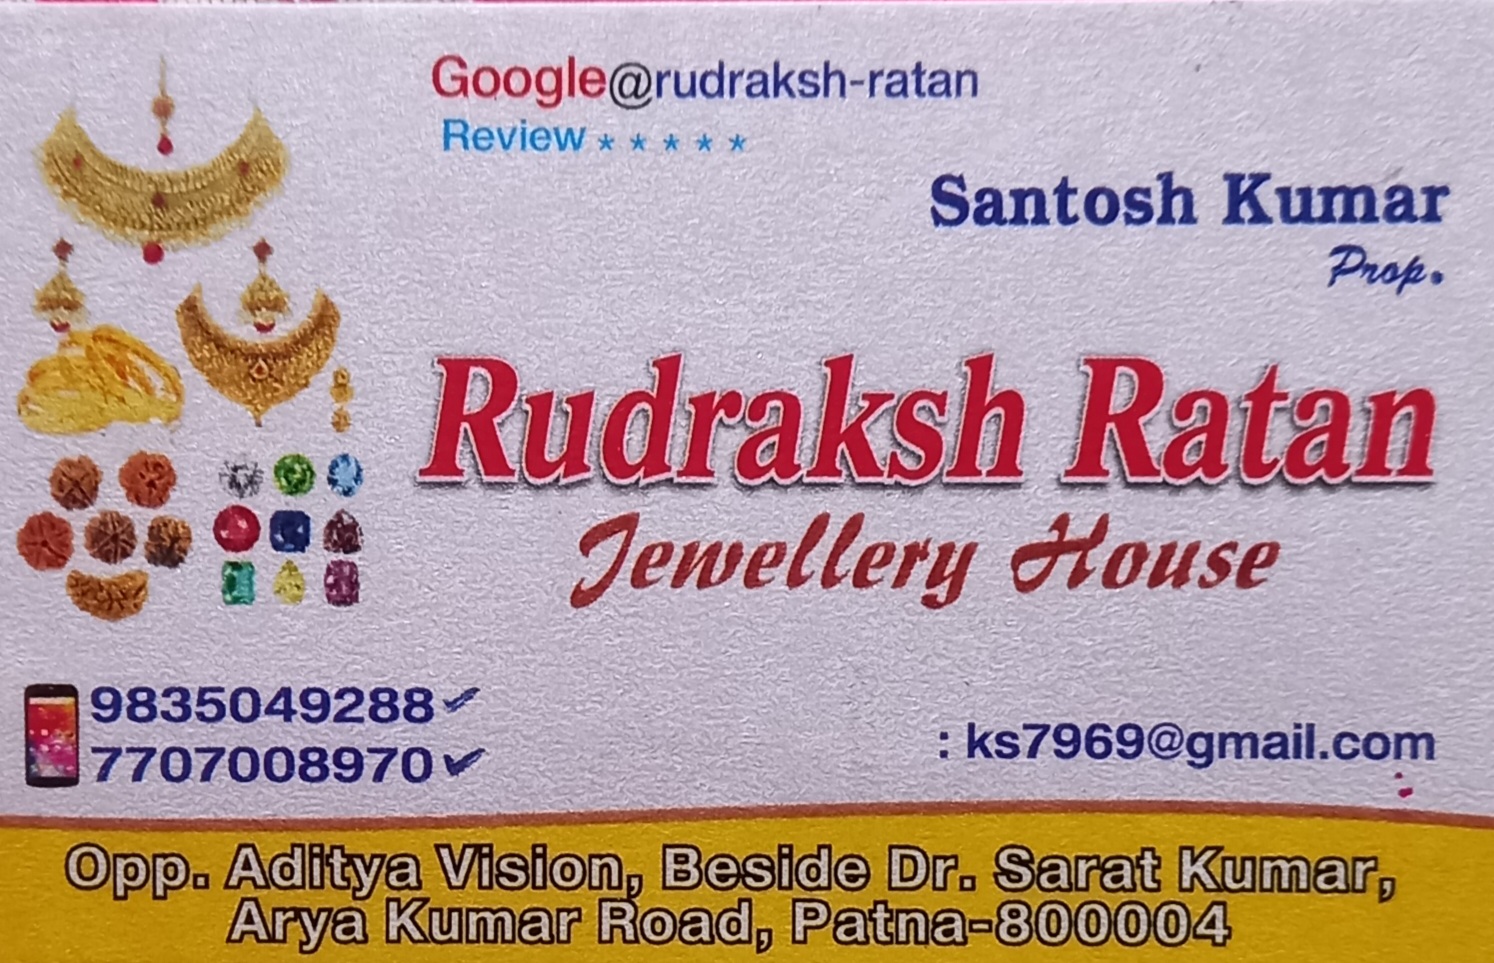 Google@rudraksh-ratan
Review * * * * *
Santosh Kumar
Prop.
Rudraksh Ratan
Jewellery House
9835049288
7707008970
: ks7969@gmail.com
Opp. Aditya Vision, Beside Dr. Sarat Kumar,
Arya Kumar Road, Patna-800004